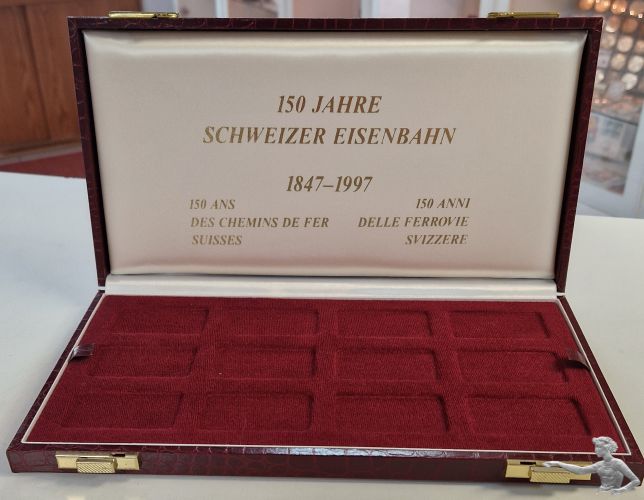 150 JAHRE
SCHWEIZER EISENBAHN
1847–1997
150 ANS
DES CHEMINS DE FER
SUISSES
150 ANNI
DELLE FERROVIE
SVIZZERE